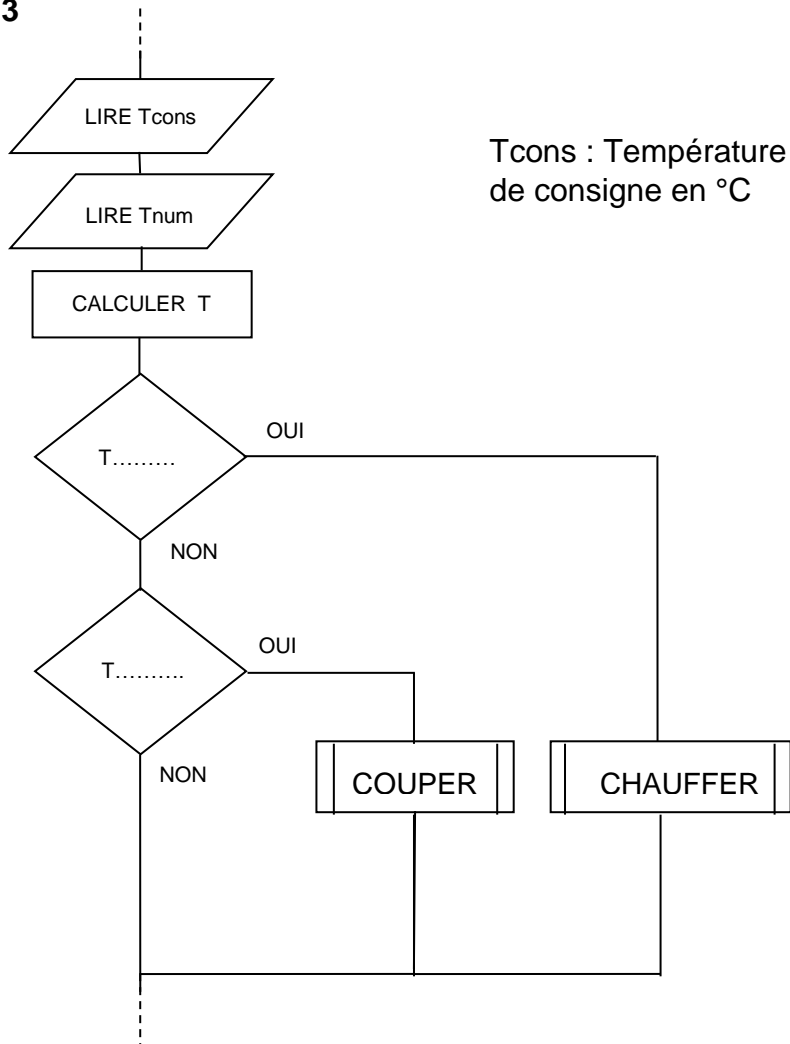 3
LIRE Tcons
Tcons : Température
de consigne en °C
LIRE Tnum
CALCULER T
OUI
T.........
NON
OUI
T..........
NON
COUPER
CHAUFFER